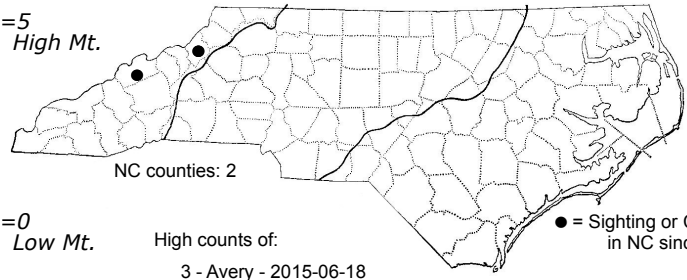 =5
High Mt.
NC counties: 2
=0
Low Mt.
High counts of:
3 - Avery - 2015-06-18
● = Sighting or
in NC